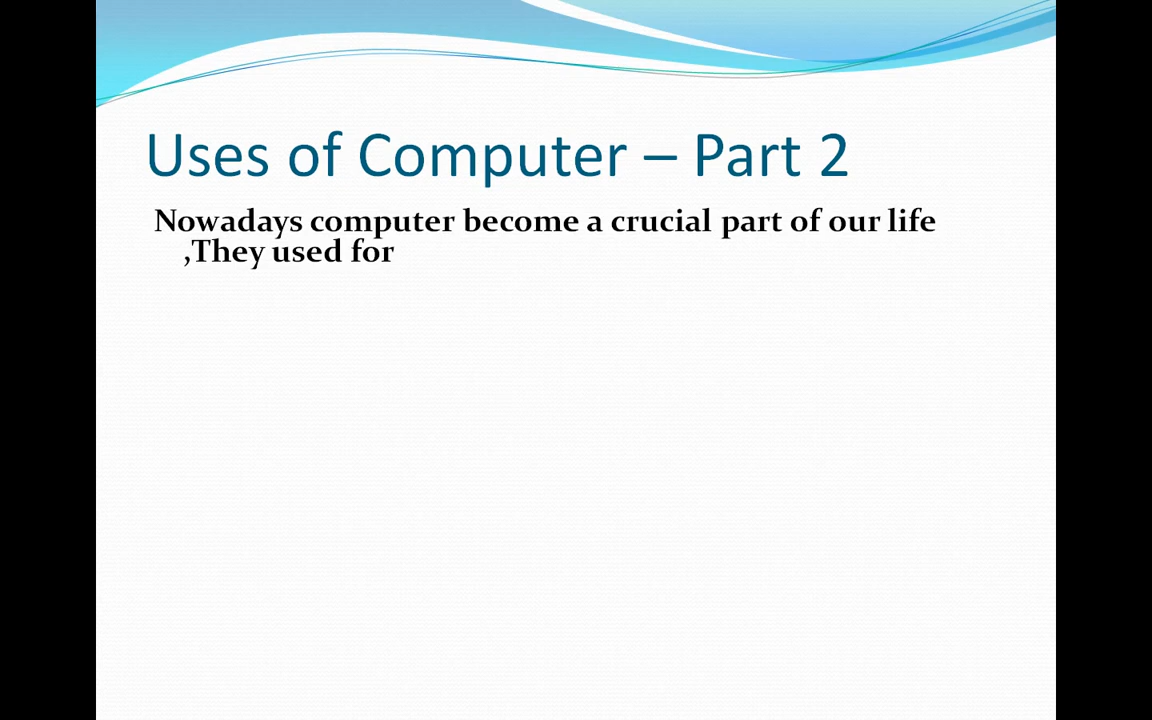 Uses of Computer – Part 2
Nowadays computer become a crucial part of our life
,They used for